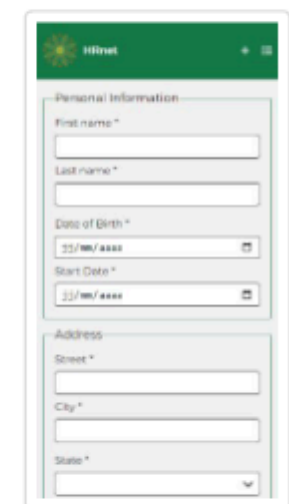 HRnet
Personal Information
First name *
Last name *
Date of Birth *
jj/mm/aaaa
Start Date *
jj/mm/aaaa
Address
Street *
City *
State *